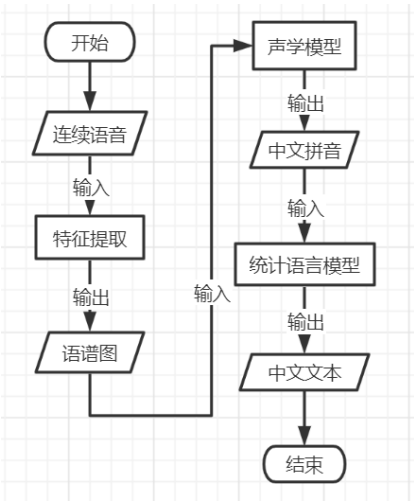 开始
连续语音
输入
特征提取
输出
语谱图
输入
声学模型
输出
中文拼音
输入
统计语言模型
输出
中文文本
结束